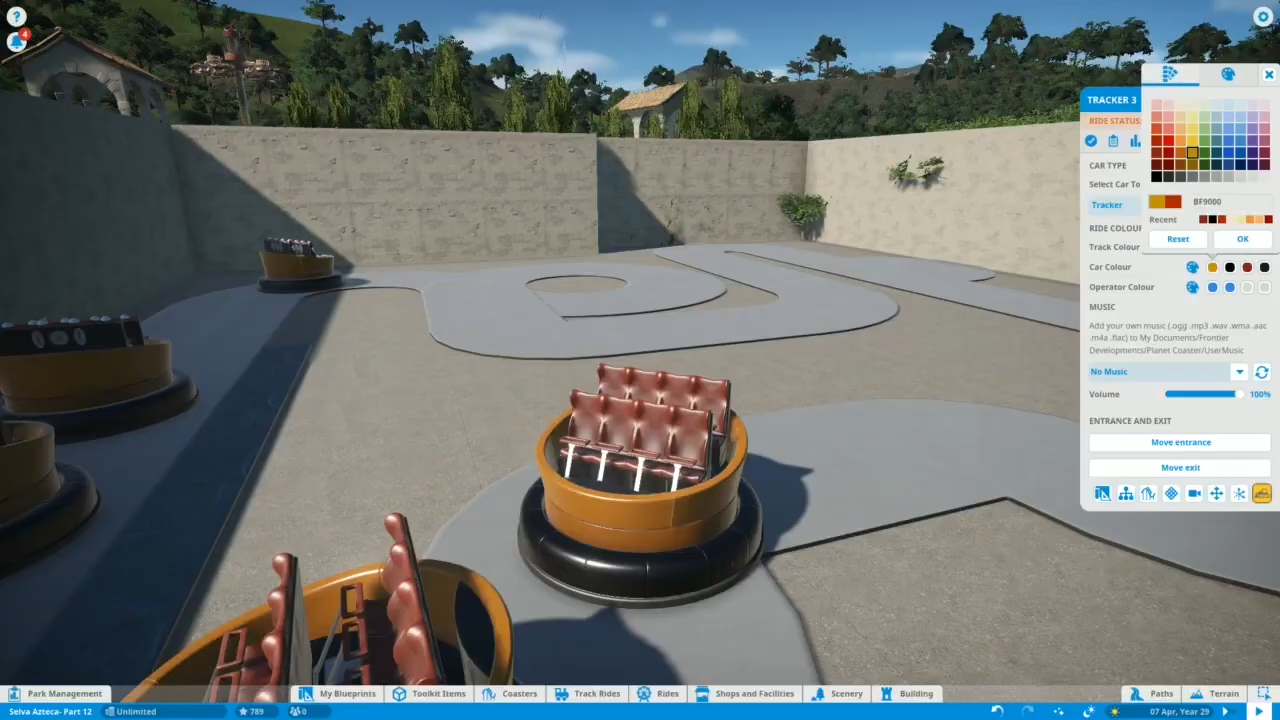 ?
4
TRACKER 3
RIDE STATUS:
CAR TYPE
Select Car To
Tracker
RIDE COLOUR
Track Colour
BF9000
Recent
Reset
OK
Car Colour
Operator Colour
MUSIC
Add your own music (.ogg .mp3 .wav .wma .aac
.m4a .flac) to My Documents/Frontier
Developments/Planet Coaster/UserMusic
No Music
Volume
100%
ENTRANCE AND EXIT
Move entrance
Move exit
Park Management
My Blueprints
Toolkit Items
Coasters
Track Rides
Rides
Shops and Facilities
Scenery
Building
Paths
Terrain
Selva Azteca- Part 12
Unlimited
789
0
07 Apr, Year 29